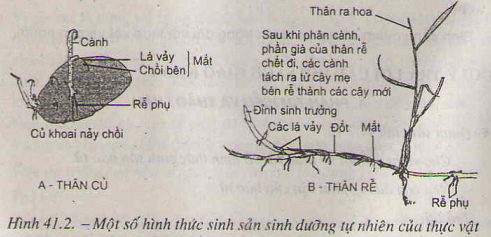 Cành
Lá vảy
Chồi bên
Mắt
Rễ phụ
Củ khoai nảy chồi
A - THÂN CỦ
Thân ra hoa
Sau khi phân cành,
phần già của thân rễ
chết đi, các cành
tách ra từ cây mẹ
bên rễ thành các cây mới
Đỉnh sinh trưởng
Các lá vảy
Đốt
Mắt
Rễ phụ
B - THÂN RỄ
Hình 41.2. – Một số hình thức sinh sản sinh dưỡng tự nhiên của thực vật